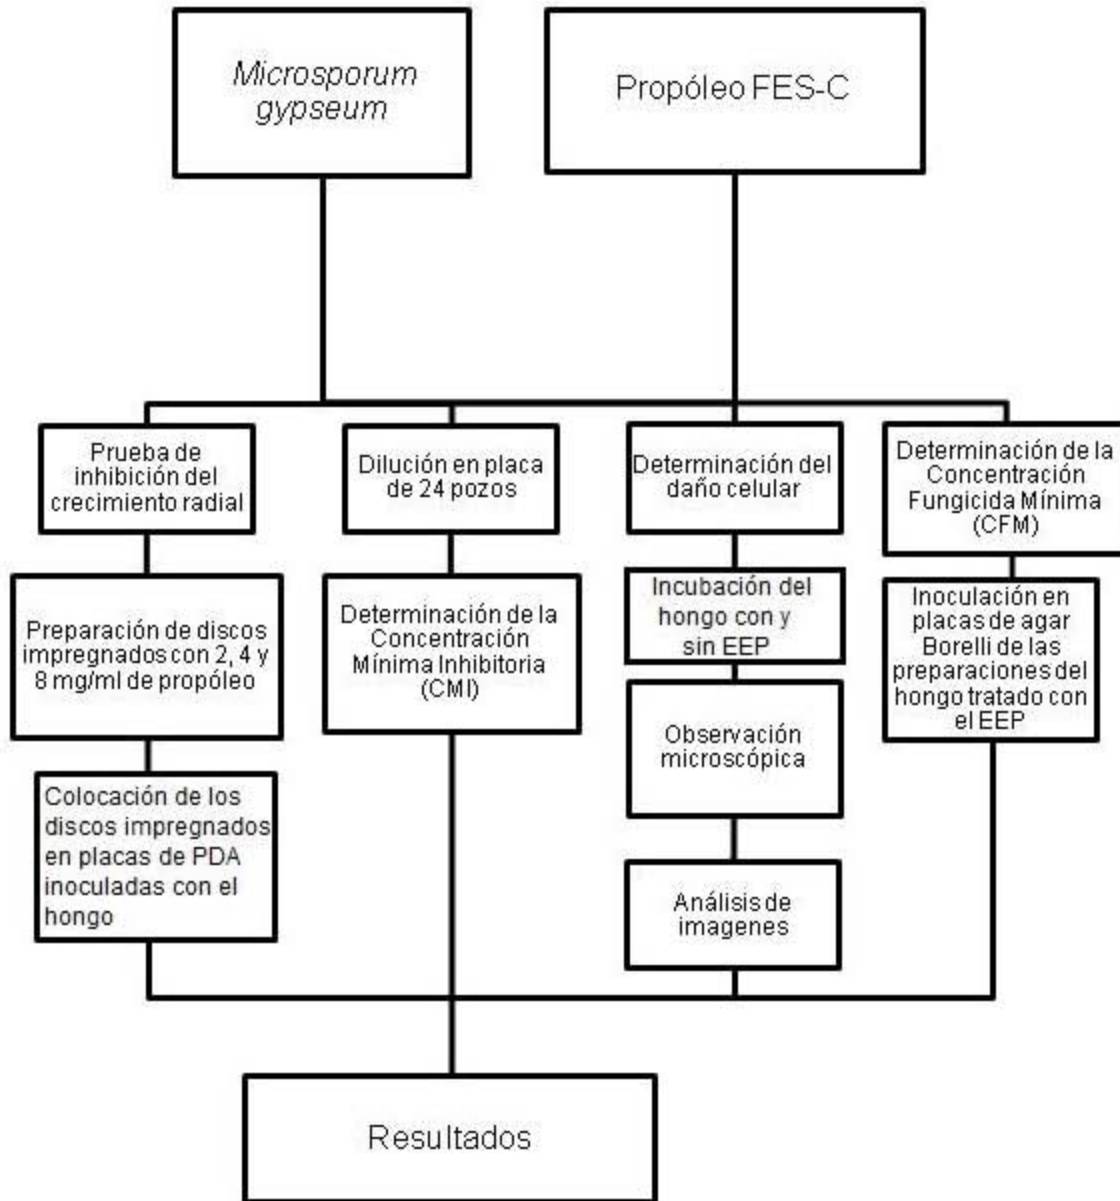 Microsporum
gypseum
Propóleo FES-C
Prueba de
inhibición del
crecimiento radial
Preparación de discos
impregnados con 2, 4 y
8 mg/ml de propóleo
Colocación de los
discos impregnados
en placas de PDA
inoculadas con el
hongo
Dilución en placa
de 24 pozos
Determinación de la
Concentración
Mínima Inhibitoria
(CMI)
Determinación del
daño celular
Incubación del
hongo con y
sin EEP
Observación
microscópica
Análisis de
imagenes
Determinación de la
Concentración
Fungicida Mínima
(CFM)
Inoculación en
placas de agar
Borelli de las
preparaciones del
hongo tratado con
el EEP
Resultados